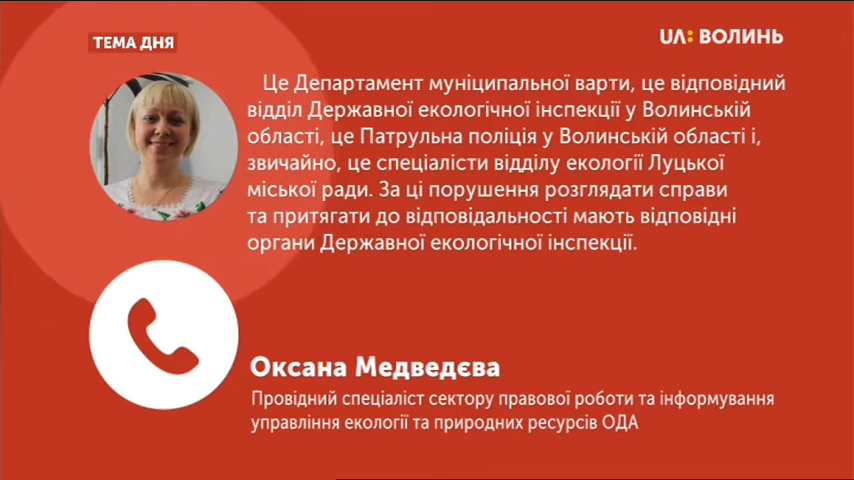 ТЕМА ДНЯ
UA: ВОЛИНЬ
Це Департамент муніципальної варти, це відповідний
відділ Державної екологічної інспекції у Волинській
області, це Патрульна поліція у Волинській області і,
звичайно, це спеціалісти відділу екології Луцької
міської ради. За ці порушення розглядати справи
та притягати до відповідальності мають відповідні
органи Державної екологічної інспекції.
Оксана Медведєва
Провідний спеціаліст сектору правової роботи та інформування
управління екології та природних ресурсів ОДА